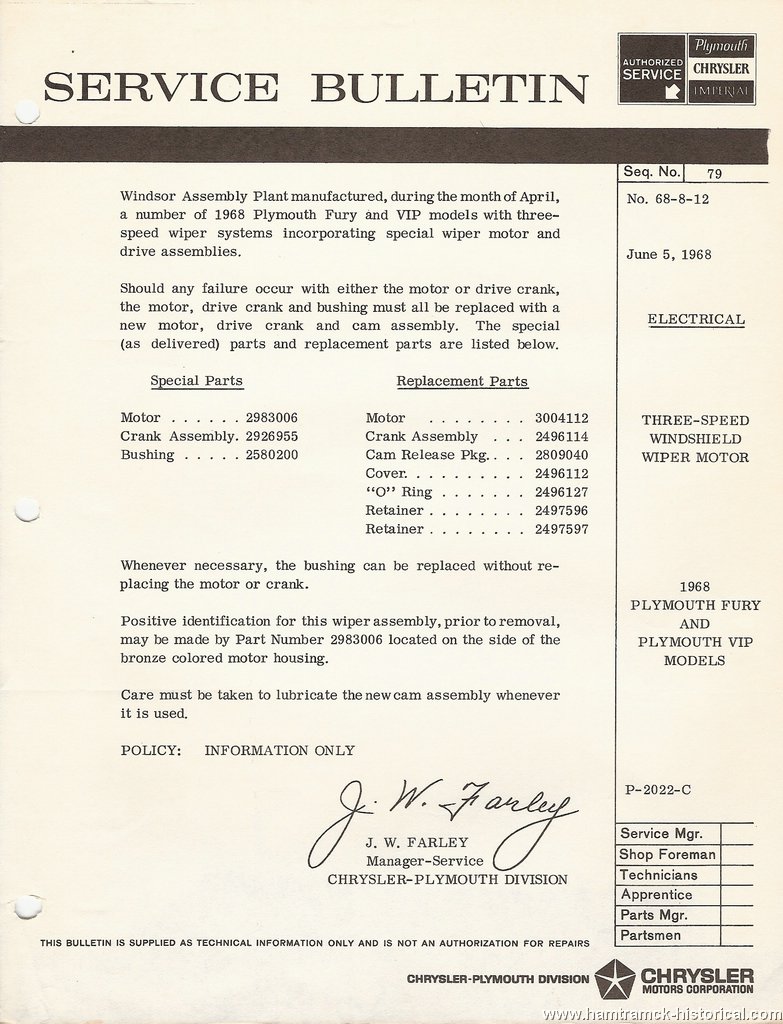 SERVICE BULLETIN
AUTHORIZED
SERVICE
Plymouth
CHRYSLER
IMPERIAL
Seq. No. 79
No. 68-8-12
June 5, 1968
ELECTRICAL
THREE-SPEED
WINDSHIELD
WIPER MOTOR
1968
PLYMOUTH FURY
AND
PLYMOUTH VIP
MODELS
P-2022-C
Windsor Assembly Plant manufactured, during the month of April,
a number of 1968 Plymouth Fury and VIP models with three-
speed wiper systems incorporating special wiper motor and
drive assemblies.
Should any failure occur with either the motor or drive crank,
the motor, drive crank and bushing must all be replaced with a
new motor, drive crank and cam assembly. The special
(as delivered) parts and replacement parts are listed below.
Special Parts
Motor . . . . . . 2983006
Crank Assembly. 2926955
Bushing . . . . . 2580200
Replacement Parts
Motor . . . . . . . . 3004112
Crank Assembly . . . 2496114
Cam Release Pkg. . . . 2809040
Cover. . . . . . . . . 2496112
"O" Ring . . . . . . . 2496127
Retainer . . . . . . . 2497596
Retainer . . . . . . . 2497597
Whenever necessary, the bushing can be replaced without re-
placing the motor or crank.
Positive identification for this wiper assembly, prior to removal,
may be made by Part Number 2983006 located on the side of the
bronze colored motor housing.
Care must be taken to lubricate the new cam assembly whenever
it is used.
POLICY: INFORMATION ONLY
J. W. Farley
J. W. FARLEY
Manager-Service
CHRYSLER-PLYMOUTH DIVISION
Service Mgr.
Shop Foreman
Technicians
Apprentice
Parts Mgr.
Partsmen
THIS BULLETIN IS SUPPLIED AS TECHNICAL INFORMATION ONLY AND IS NOT AN AUTHORIZATION FOR REPAIRS
CHRYSLER-PLYMOUTH DIVISION
CHRYSLER
MOTORS CORPORATION
www.hamtramck-historical.com